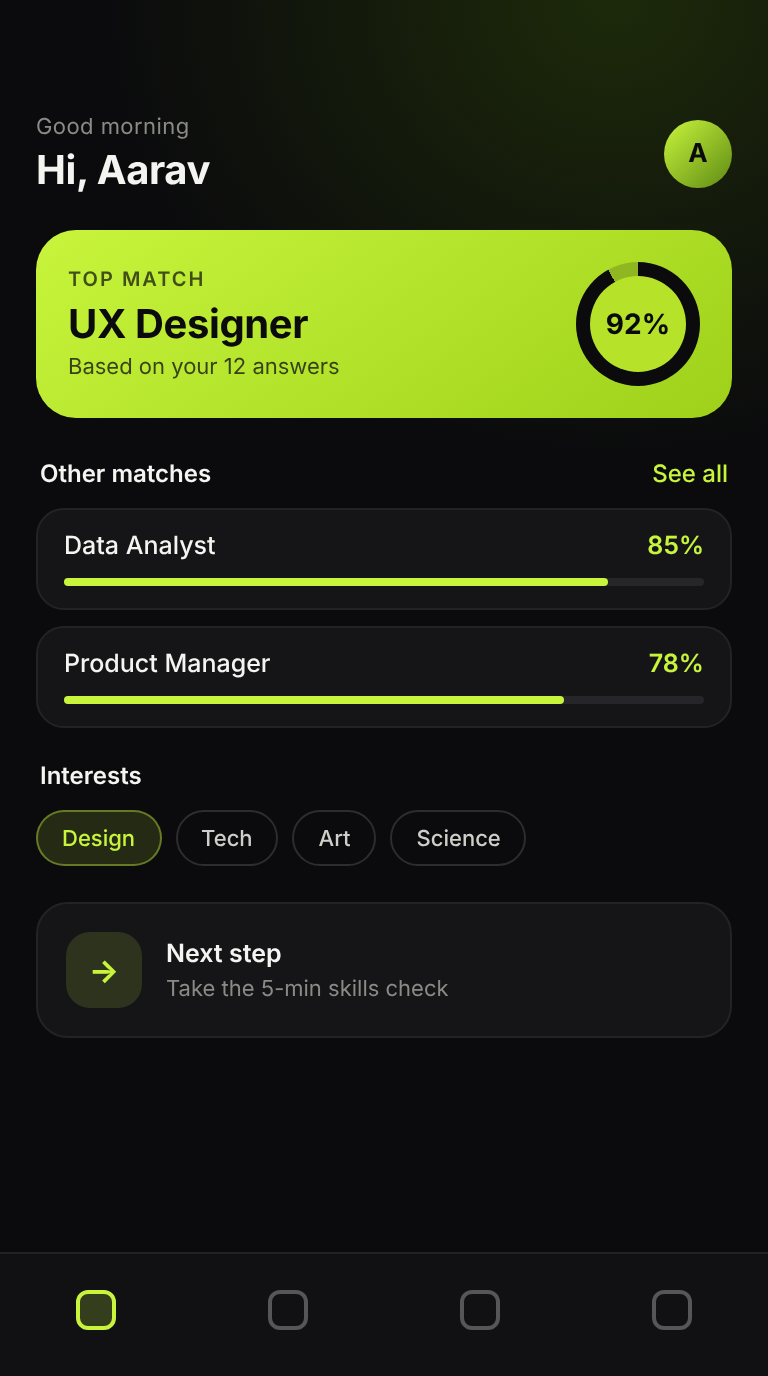 Good morning
Hi, Aarav
A
TOP MATCH
UX Designer
Based on your 12 answers
92%
Other matches
See all
Data Analyst
85%
Product Manager
78%
Interests
Design
Tech
Art
Science
→
Next step
Take the 5-min skills check